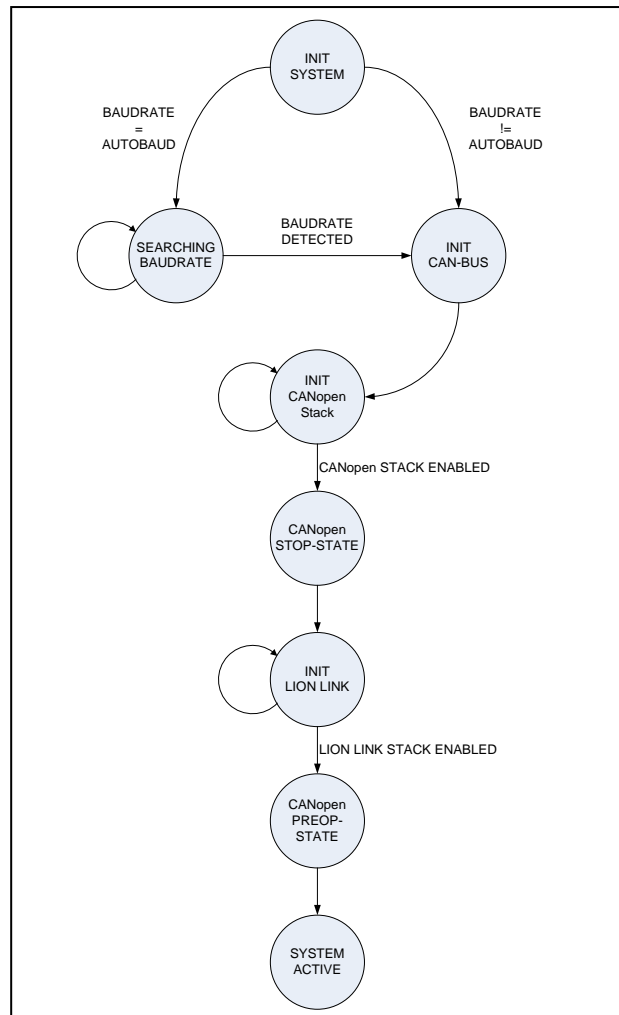 INIT
SYSTEM
BAUDRATE
=
AUTOBAUD
BAUDRATE
!=
AUTOBAUD
SEARCHING
BAUDRATE
BAUDRATE
DETECTED
INIT
CAN-BUS
INIT
CANopen
Stack
CANopen STACK ENABLED
CANopen
STOP-STATE
INIT
LION LINK
LION LINK STACK ENABLED
CANopen
PREOP-
STATE
SYSTEM
ACTIVE